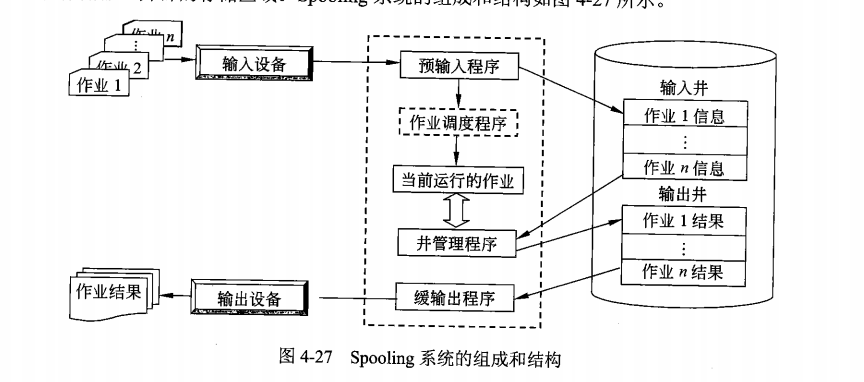 Spooling 系统的组成和结构如图 4-27 所示。
作业 n
⋮
作业 2
作业 1
输入设备
预输入程序
作业调度程序
当前运行的作业
井管理程序
缓输出程序
输入井
作业 1 信息
⋮
作业 n 信息
输出井
作业 1 结果
⋮
作业 n 结果
作业结果
输出设备
图 4-27 Spooling 系统的组成和结构